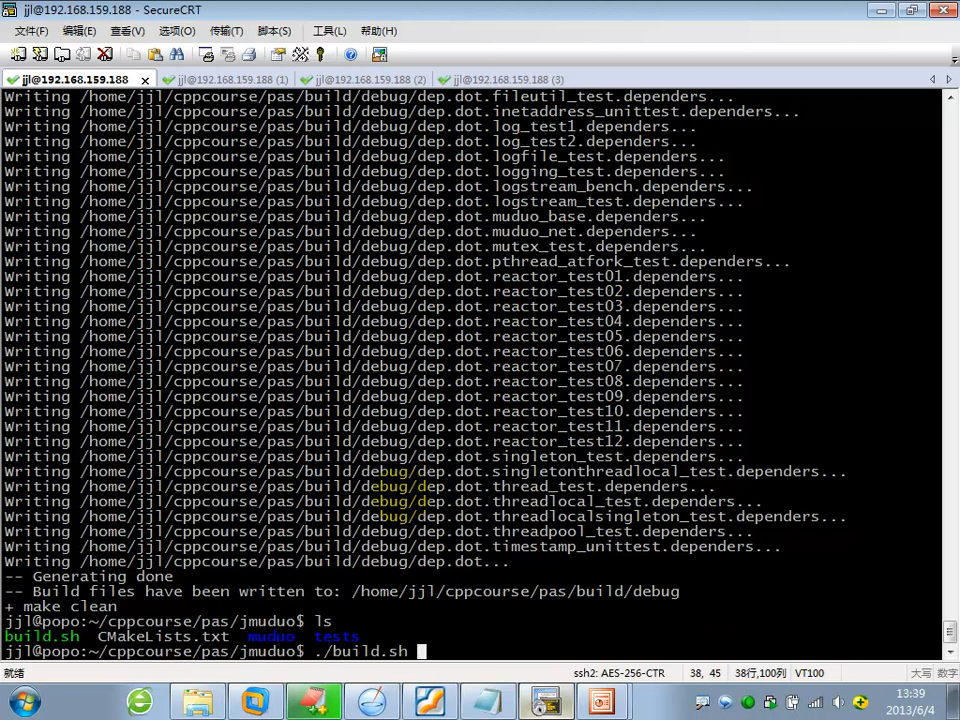 jjl@192.168.159.188 - SecureCRT
文件(F) 编辑(E) 查看(V) 选项(O) 传输(T) 脚本(S) 工具(L) 帮助(H)
jjl@192.168.159.188 jjl@192.168.159.188 (1) jjl@192.168.159.188 (2) jjl@192.168.159.188 (3)
Writing /home/jjl/cppcourse/pas/build/debug/dep.dot.fileutil_test.dependers...
Writing /home/jjl/cppcourse/pas/build/debug/dep.dot.inetaddress_unittest.dependers...
Writing /home/jjl/cppcourse/pas/build/debug/dep.dot.log_test1.dependers...
Writing /home/jjl/cppcourse/pas/build/debug/dep.dot.log_test2.dependers...
Writing /home/jjl/cppcourse/pas/build/debug/dep.dot.logfile_test.dependers...
Writing /home/jjl/cppcourse/pas/build/debug/dep.dot.logging_test.dependers...
Writing /home/jjl/cppcourse/pas/build/debug/dep.dot.logstream_bench.dependers...
Writing /home/jjl/cppcourse/pas/build/debug/dep.dot.logstream_test.dependers...
Writing /home/jjl/cppcourse/pas/build/debug/dep.dot.muduo_base.dependers...
Writing /home/jjl/cppcourse/pas/build/debug/dep.dot.muduo_net.dependers...
Writing /home/jjl/cppcourse/pas/build/debug/dep.dot.mutex_test.dependers...
Writing /home/jjl/cppcourse/pas/build/debug/dep.dot.pthread_atfork_test.dependers...
Writing /home/jjl/cppcourse/pas/build/debug/dep.dot.reactor_test01.dependers...
Writing /home/jjl/cppcourse/pas/build/debug/dep.dot.reactor_test02.dependers...
Writing /home/jjl/cppcourse/pas/build/debug/dep.dot.reactor_test03.dependers...
Writing /home/jjl/cppcourse/pas/build/debug/dep.dot.reactor_test04.dependers...
Writing /home/jjl/cppcourse/pas/build/debug/dep.dot.reactor_test05.dependers...
Writing /home/jjl/cppcourse/pas/build/debug/dep.dot.reactor_test06.dependers...
Writing /home/jjl/cppcourse/pas/build/debug/dep.dot.reactor_test07.dependers...
Writing /home/jjl/cppcourse/pas/build/debug/dep.dot.reactor_test08.dependers...
Writing /home/jjl/cppcourse/pas/build/debug/dep.dot.reactor_test09.dependers...
Writing /home/jjl/cppcourse/pas/build/debug/dep.dot.reactor_test10.dependers...
Writing /home/jjl/cppcourse/pas/build/debug/dep.dot.reactor_test11.dependers...
Writing /home/jjl/cppcourse/pas/build/debug/dep.dot.reactor_test12.dependers...
Writing /home/jjl/cppcourse/pas/build/debug/dep.dot.singleton_test.dependers...
Writing /home/jjl/cppcourse/pas/build/debug/dep.dot.singletonthreadlocal_test.dependers...
Writing /home/jjl/cppcourse/pas/build/debug/dep.dot.thread_test.dependers...
Writing /home/jjl/cppcourse/pas/build/debug/dep.dot.threadlocal_test.dependers...
Writing /home/jjl/cppcourse/pas/build/debug/dep.dot.threadlocalsingleton_test.dependers...
Writing /home/jjl/cppcourse/pas/build/debug/dep.dot.threadpool_test.dependers...
Writing /home/jjl/cppcourse/pas/build/debug/dep.dot.timestamp_unittest.dependers...
Writing /home/jjl/cppcourse/pas/build/debug/dep.dot...
-- Generating done
-- Build files have been written to: /home/jjl/cppcourse/pas/build/debug
+ make clean
jjl@popo:~/cppcourse/pas/jmuduo$ ls
build.sh CMakeLists.txt muduo tests
jjl@popo:~/cppcourse/pas/jmuduo$ ./build.sh
就绪 ssh2: AES-256-CTR 38, 45 38行,100列 VT100 大写 数字
13:39
2013/6/4